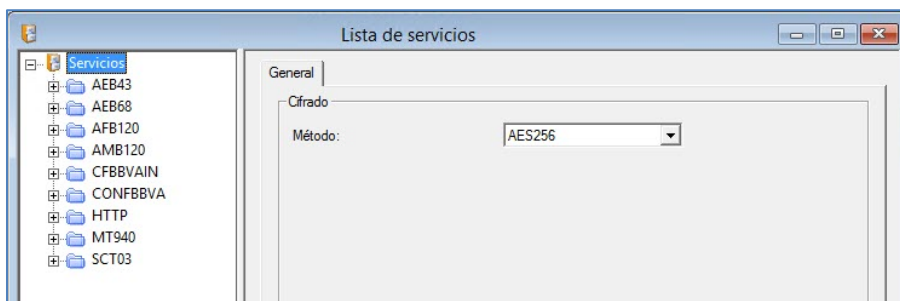 Lista de servicios
Servicios
AEB43
AEB68
AFB120
AMB120
CFBBVAIN
CONFBBVA
HTTP
MT940
SCT03
General
Cifrado
Método:
AES256